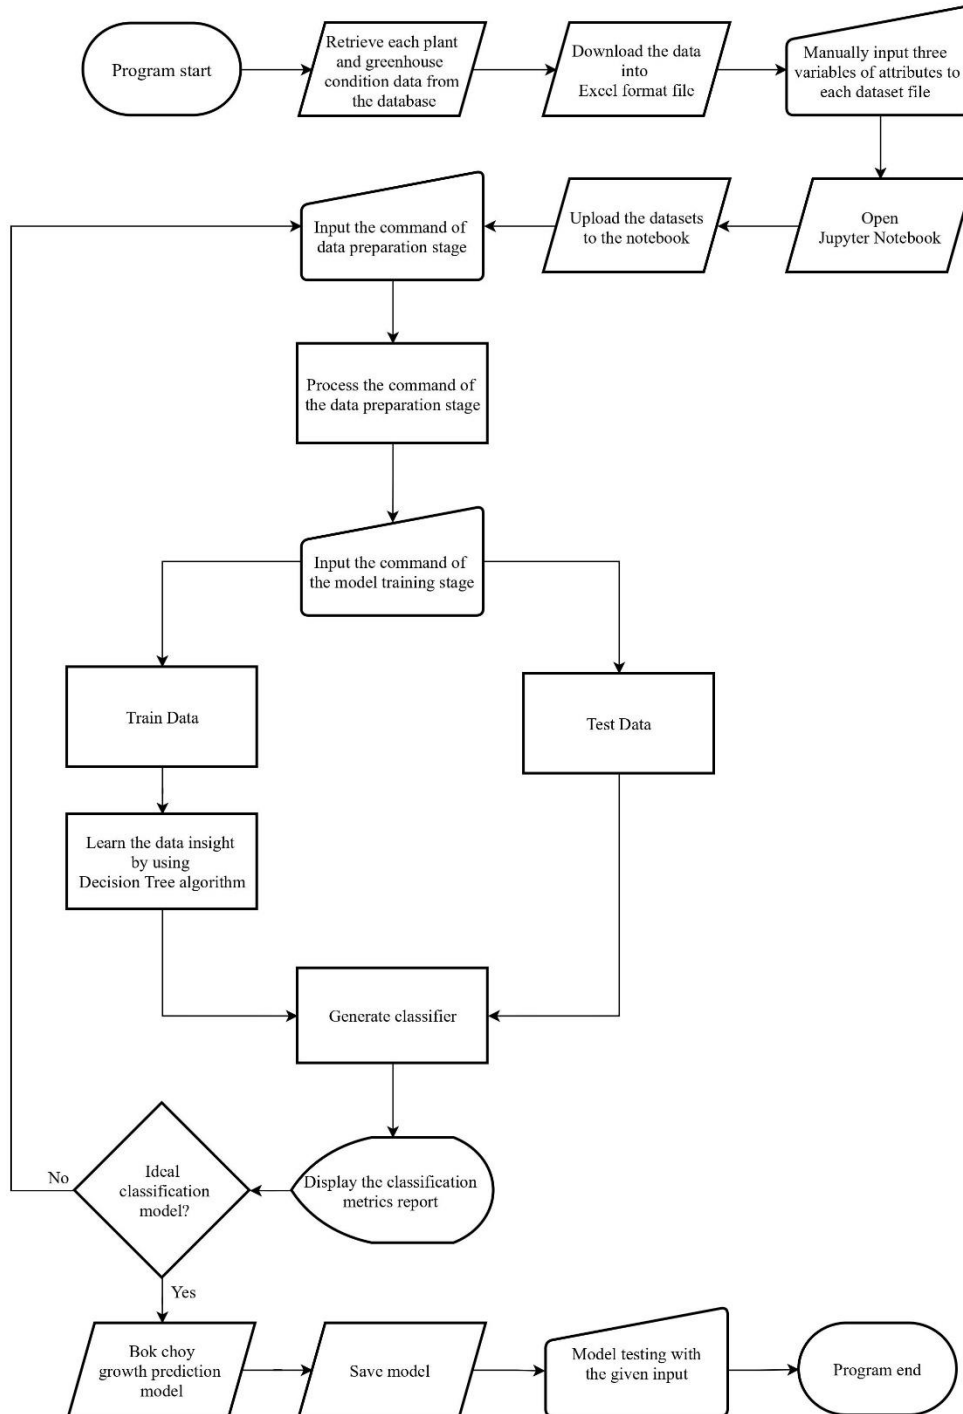 Program start
Retrieve each plant
and greenhouse
condition data from
the database
Download the data
into
Excel format file
Manually input three
variables of attributes to
each dataset file
Open
Jupyter Notebook
Upload the datasets
to the notebook
Input the command of
data preparation stage
Process the command of
the data preparation stage
Input the command of
the model training stage
Train Data
Test Data
Learn the data insight
by using
Decision Tree algorithm
Generate classifier
Display the classification
metrics report
Ideal
classification
model?
No
Yes
Bok choy
growth prediction
model
Save model
Model testing with
the given input
Program end